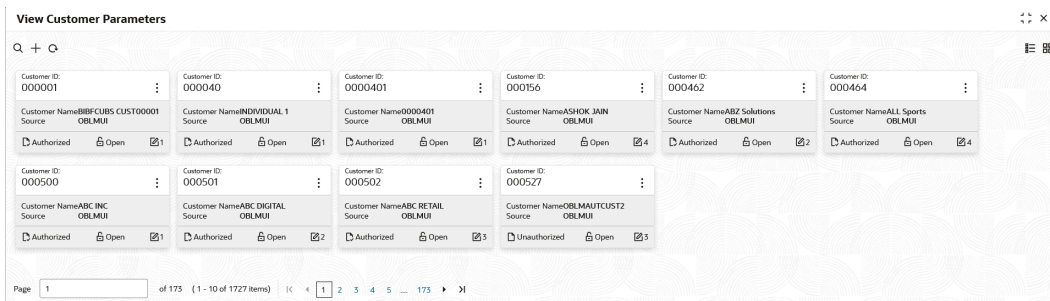 View Customer Parameters
Customer ID: Customer ID: Customer ID: Customer ID: Customer ID: Customer ID:
000001 000040 0000401 000156 000462 000464
Customer NameBIBFCUBS CUST00001 Customer NameINDIVIDUAL 1 Customer Name0000401 Customer NameASHOK JAIN Customer NameABZ Solutions Customer NameALL Sports
Source OBLMUI Source OBLMUI Source OBLMUI Source OBLMUI Source OBLMUI Source OBLMUI
Authorized Open 1 Authorized Open 1 Authorized Open 1 Authorized Open 4 Authorized Open 2 Authorized Open 4
Customer ID: Customer ID: Customer ID: Customer ID:
000500 000501 000502 000527
Customer NameABC INC Customer NameABC DIGITAL Customer NameABC RETAIL Customer NameOBLMAUTCUST2
Source OBLMUI Source OBLMUI Source OBLMUI Source OBLMUI
Authorized Open 1 Authorized Open 2 Authorized Open 3 Unauthorized Open 3
Page 1 of 173 (1 - 10 of 1727 items) 1 2 3 4 5 ... 173